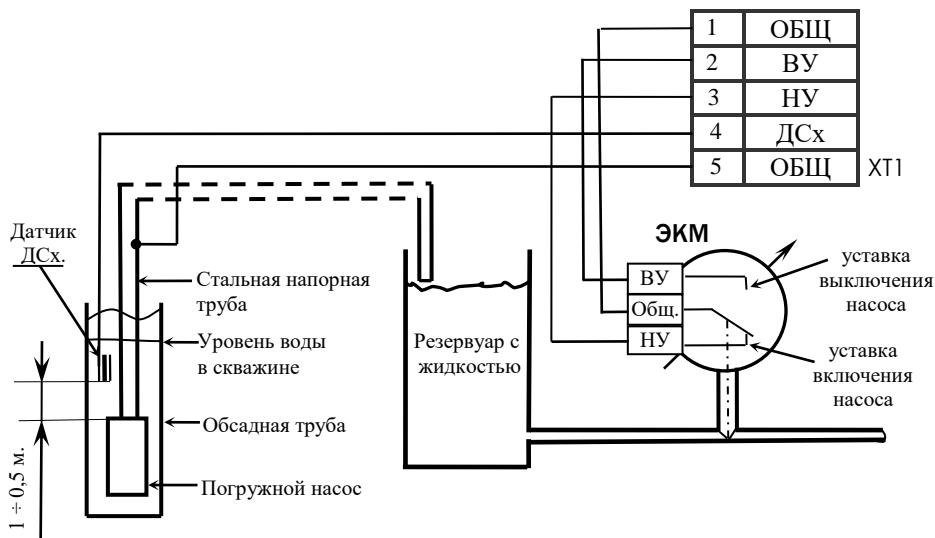 1 ОБЩ
2 ВУ
3 НУ
4 ДСх
5 ОБЩ
XT1
ЭКМ
ВУ
Общ.
НУ
уставка
выключения
насоса
уставка
включения
насоса
Датчик
ДСх.
Стальная напорная
труба
Уровень воды
в скважине
Обсадная труба
Погружной насос
1 ÷ 0,5 м.
Резервуар с
жидкостью